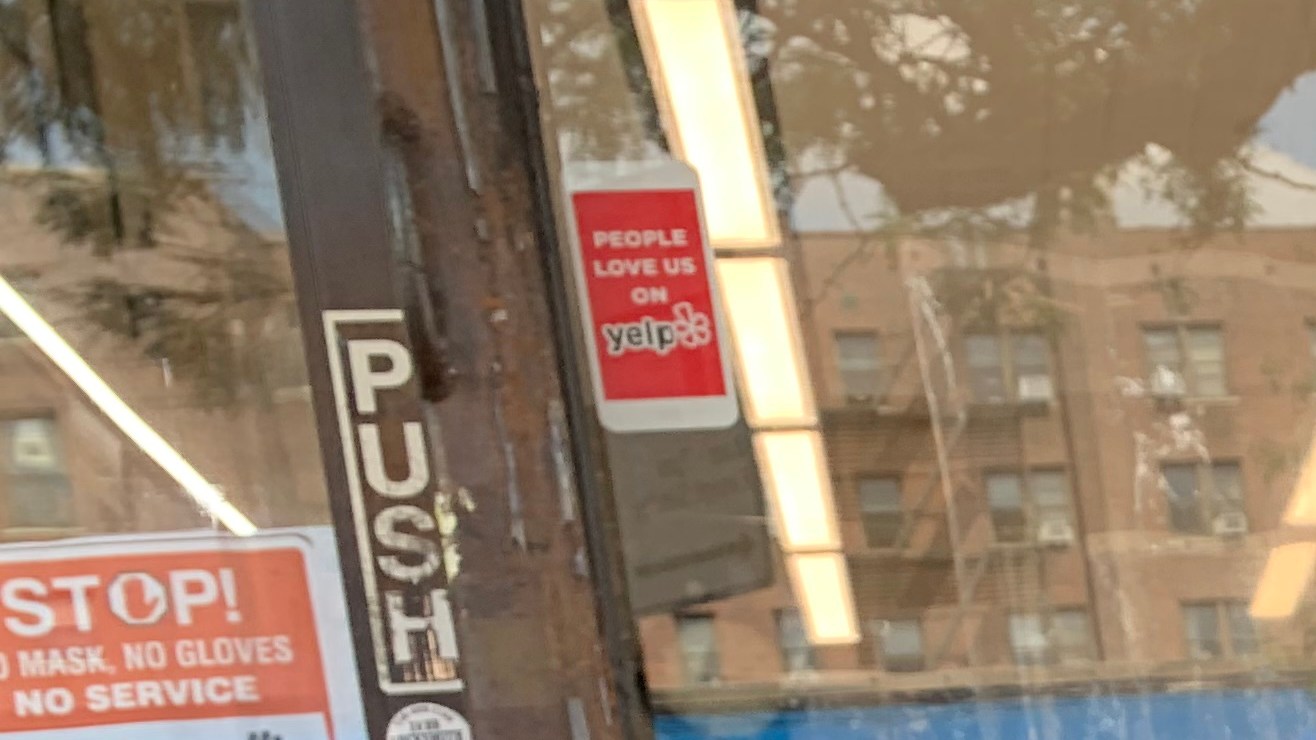 PEOPLE
LOVE US
ON
yelp
PUSH
STOP!
MASK, NO GLOVES
NO SERVICE